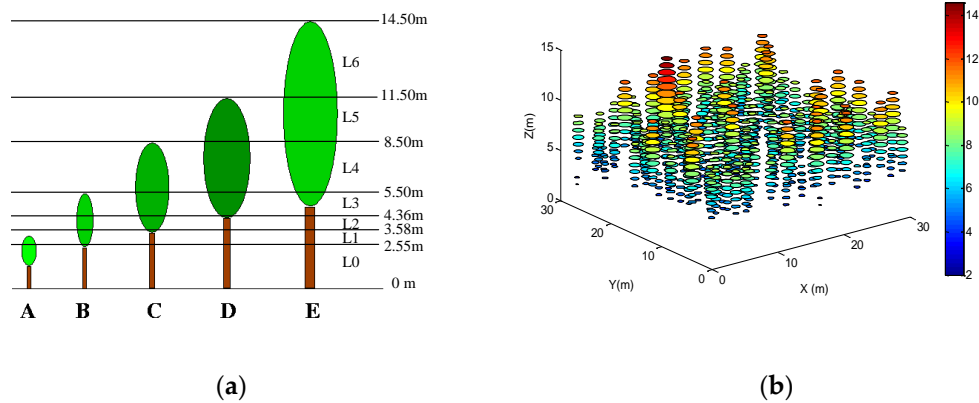 14.50m
L6
11.50m
L5
8.50m
L4
5.50m
L3
4.36m
L2
3.58m
L1
2.55m
L0
0 m
A B C D E
(a)
15
10
5
0
Z(m)
30
20
10
0
Y(m)
0
10
20
30
X (m)
14
12
10
8
6
4
2
(b)